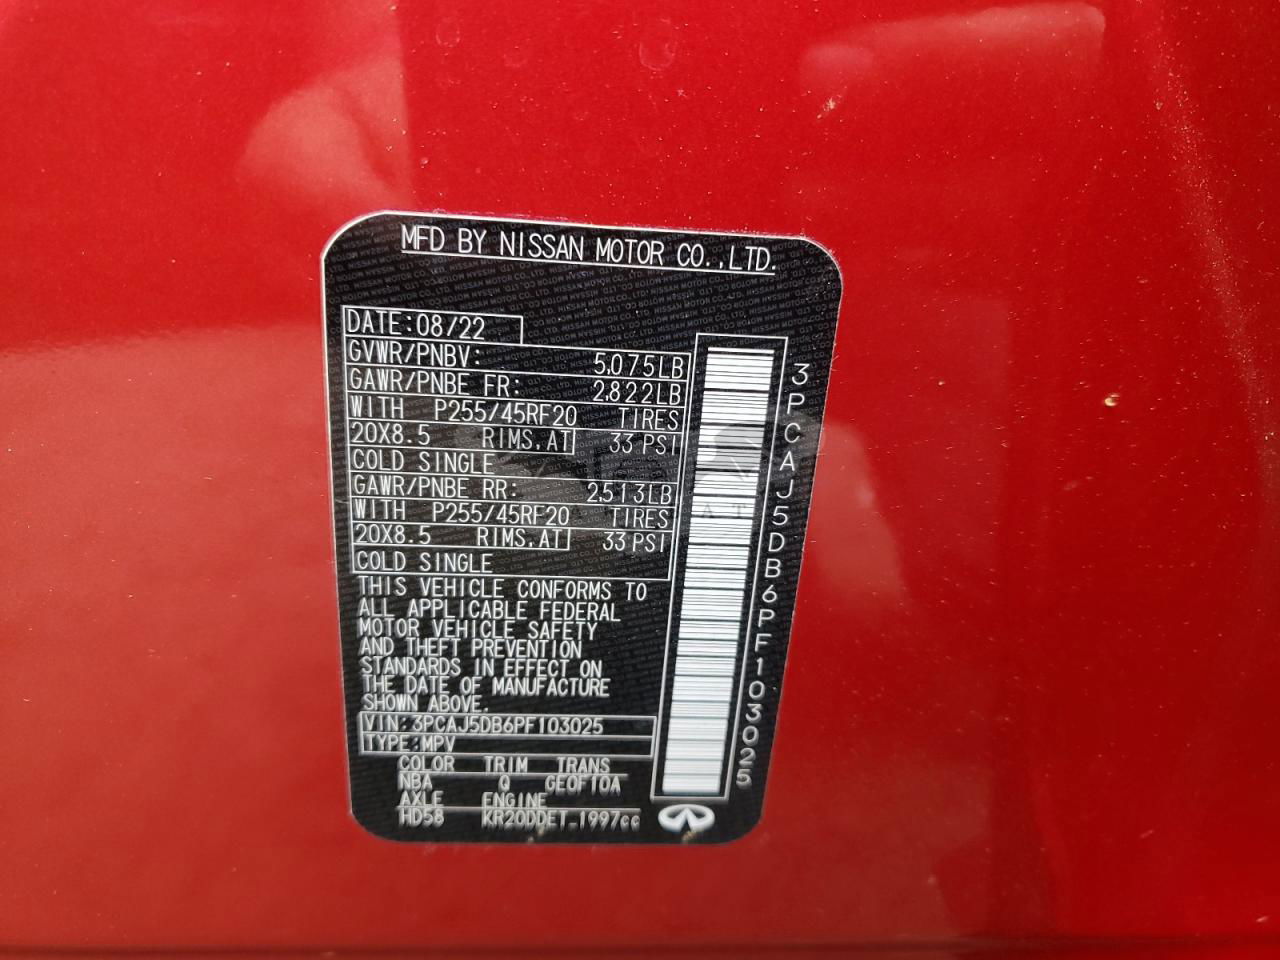 MFD BY NISSAN MOTOR CO.,LTD.
DATE:08/22
GVWR/PNBV: 5,075LB
GAWR/PNBE FR: 2,822LB
WITH P255/45RF20 TIRES
20X8.5 RIMS,AT 33 PSI
COLD SINGLE
GAWR/PNBE RR: 2,513LB
WITH P255/45RF20 TIRES
20X8.5 RIMS,AT 33 PSI
COLD SINGLE
THIS VEHICLE CONFORMS TO
ALL APPLICABLE FEDERAL
MOTOR VEHICLE SAFETY
AND THEFT PREVENTION
STANDARDS IN EFFECT ON
THE DATE OF MANUFACTURE
SHOWN ABOVE.
VIN:3PCAJ5DB6PF103025
TYPE:MPV
COLOR TRIM TRANS
NBA Q GEOF10A
AXLE ENGINE
HD58 KR20DDET 1997cc
3PCAJ5DB6PF103025